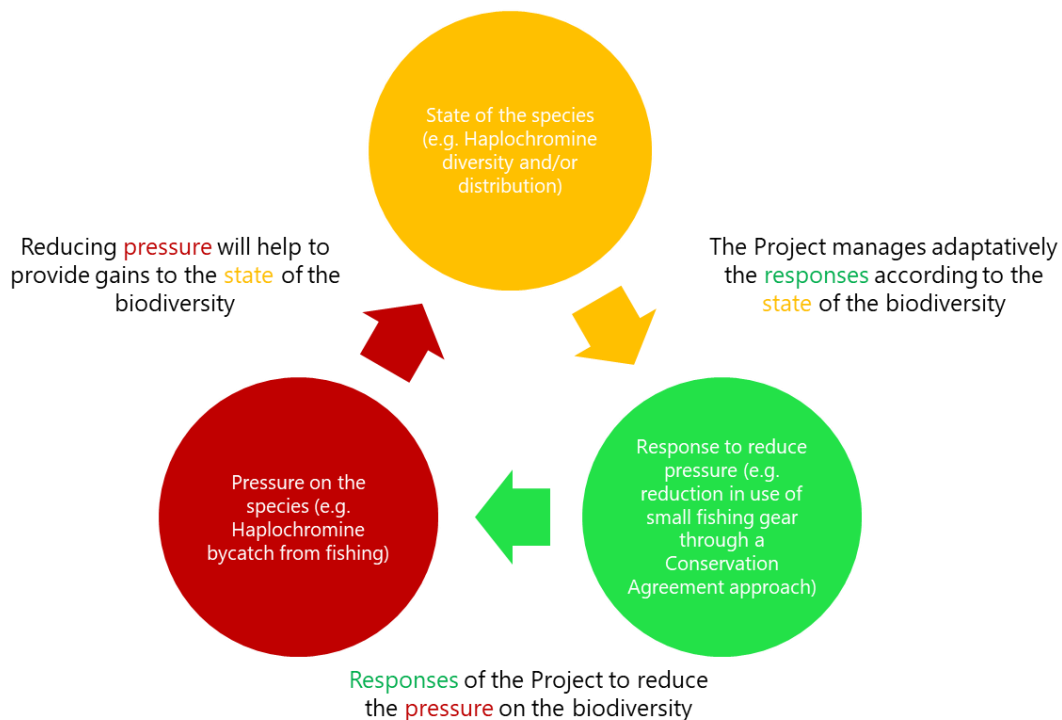 State of the species
(e.g. Haplochromine
diversity and/or
distribution)
Reducing pressure will help to
provide gains to the state of the
biodiversity
The Project manages adaptatively
the responses according to the
state of the biodiversity
Pressure on the
species (e.g.
Haplochromine
bycatch from fishing)
Response to reduce
pressure (e.g.
reduction in use of
small fishing gear
through a
Conservation
Agreement approach)
Responses of the Project to reduce
the pressure on the biodiversity